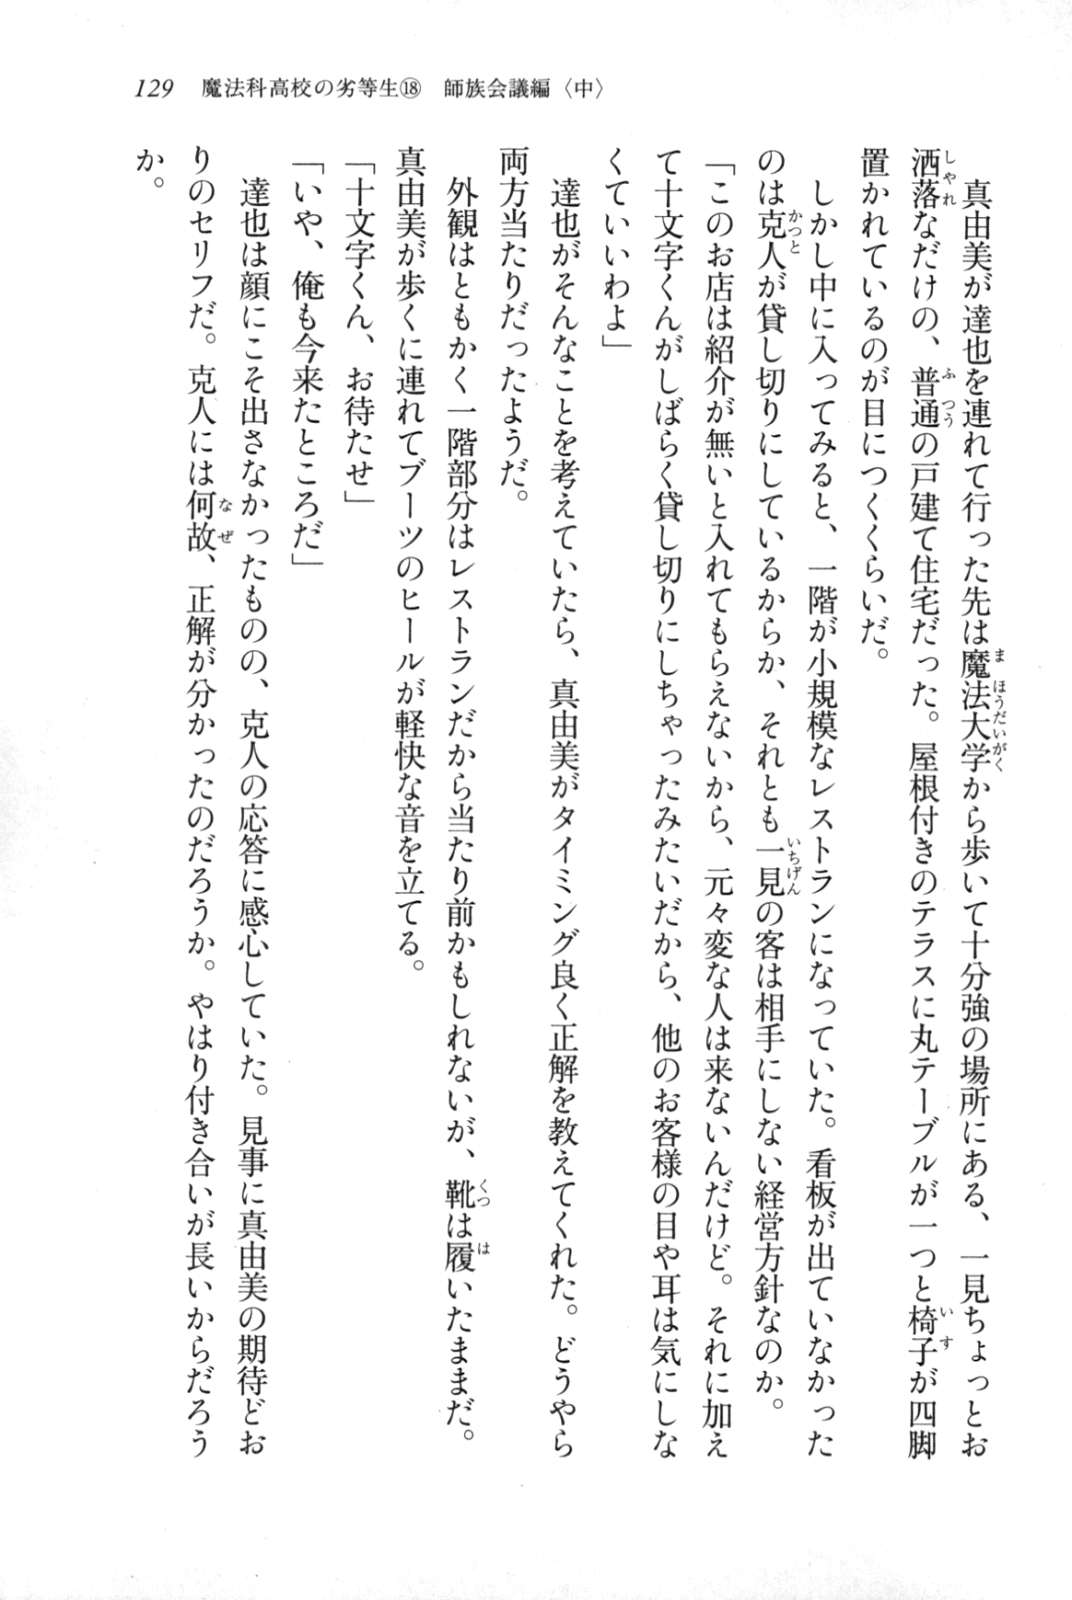 129　魔法科高校の劣等生⑱　師族会議編〈中〉
　真由美が達也を連れて行った先は魔法大学から歩いて十分強の場所にある、一見ちょっとお
洒落なだけの、普通の戸建て住宅だった。屋根付きのテラスに丸テーブルが一つと椅子が四脚
置かれているのが目につくくらいだ。
　しかし中に入ってみると、一階が小規模なレストランになっていた。看板が出ていなかった
のは克人が貸し切りにしているからか、それとも一見の客は相手にしない経営方針なのか。
「このお店は紹介が無いと入れてもらえないから、元々変な人は来ないんだけど。それに加え
て十文字くんがしばらく貸し切りにしちゃったみたいだから、他のお客様の目や耳は気にしな
くていいわよ」
　達也がそんなことを考えていたら、真由美がタイミング良く正解を教えてくれた。どうやら
両方当たりだったようだ。
　外観はともかく一階部分はレストランだから当たり前かもしれないが、靴は履いたままだ。
真由美が歩くに連れてブーツのヒールが軽快な音を立てる。
「十文字くん、お待たせ」
「いや、俺も今来たところだ」
　達也は顔にこそ出さなかったものの、克人の応答に感心していた。見事に真由美の期待どお
りのセリフだ。克人には何故、正解が分かったのだろうか。やはり付き合いが長いからだろう
か。